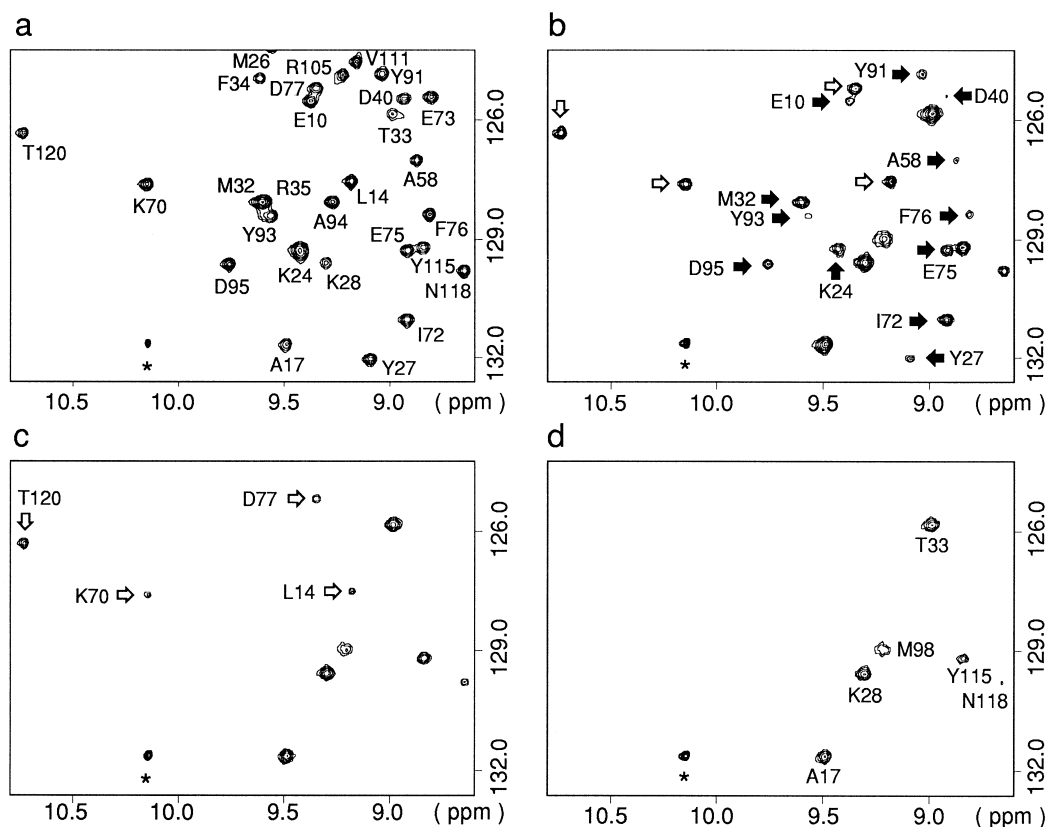 a
M26
V111
R105
Y91
F34
D77
D40
E73
E10
T33
T120
A58
K70
M32
R35
L14
A94
F76
Y93
E75
Y115
D95
K24
K28
N118
I72
*
A17
Y27
126.0
129.0
132.0
10.5
10.0
9.5
9.0
( ppm )
b
Y91
E10
D40
A58
M32
Y93
F76
D95
E75
K24
I72
*
Y27
126.0
129.0
132.0
10.5
10.0
9.5
9.0
( ppm )
c
T120
D77
K70
L14
*
126.0
129.0
132.0
10.5
10.0
9.5
9.0
( ppm )
d
T33
M98
Y115
K28
N118
*
A17
126.0
129.0
132.0
10.5
10.0
9.5
9.0
( ppm )